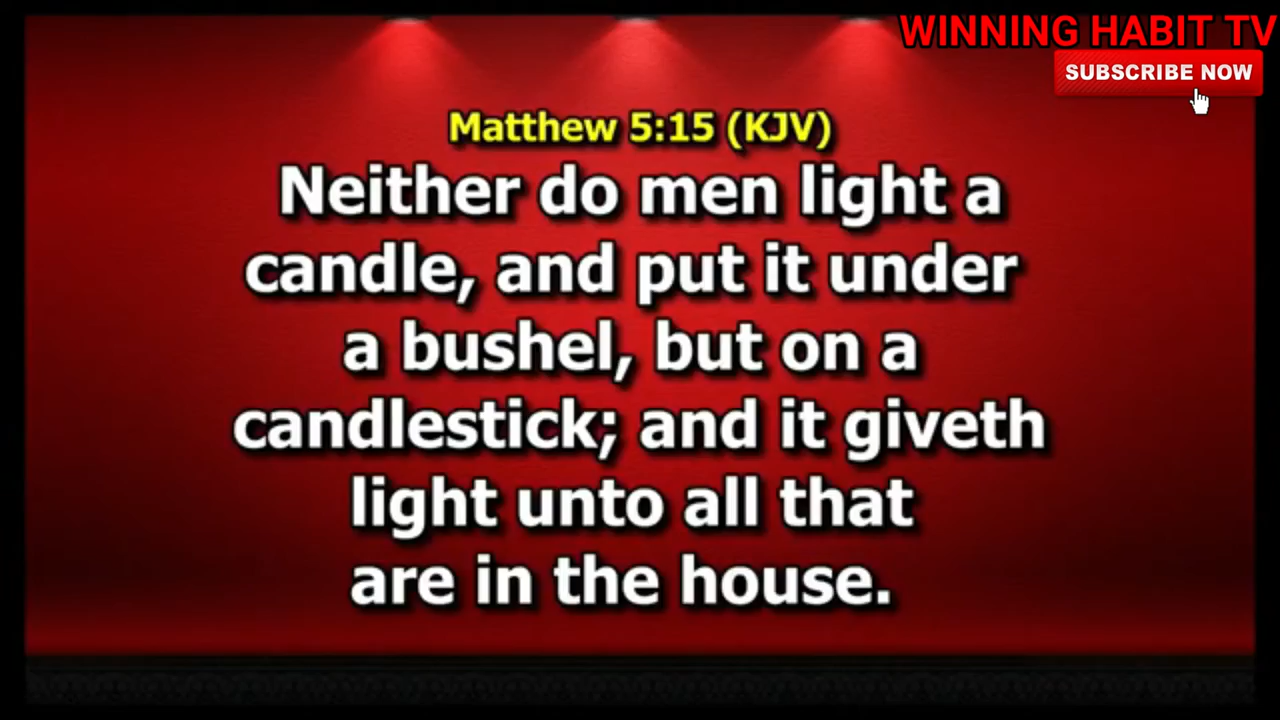 WINNING HABIT TV
SUBSCRIBE NOW
Matthew 5:15 (KJV)
Neither do men light a
candle, and put it under
a bushel, but on a
candlestick; and it giveth
light unto all that
are in the house.